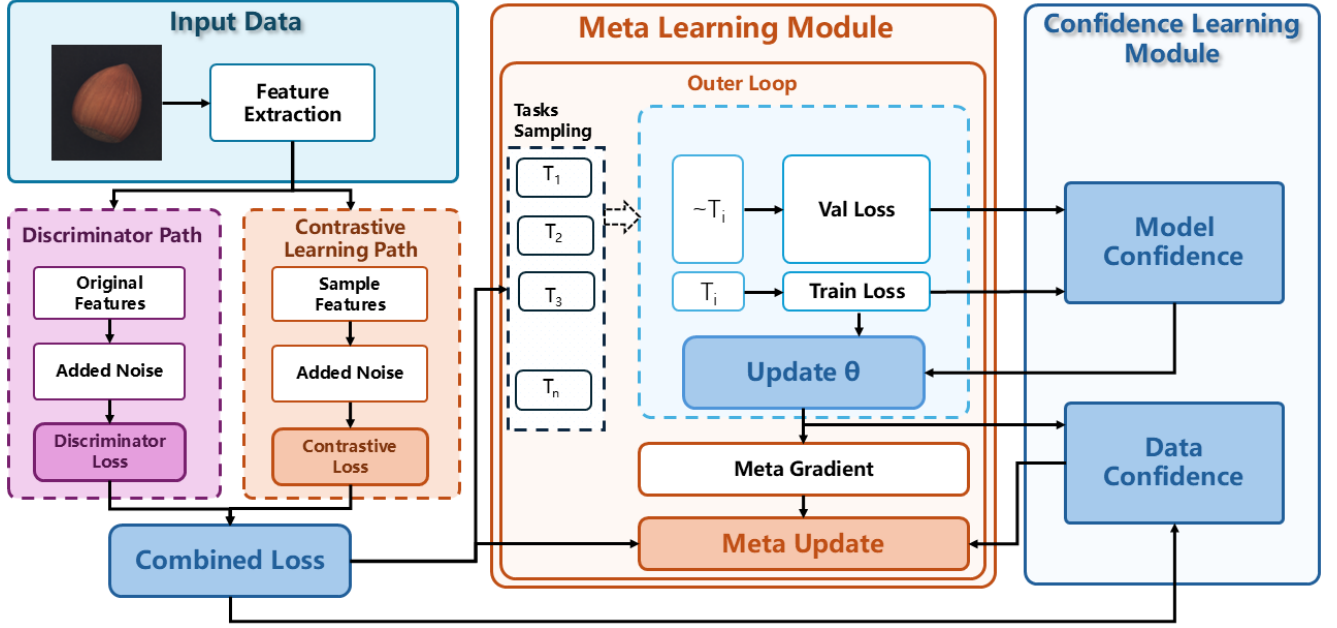 Input Data
Feature
Extraction
Discriminator Path
Original
Features
Added Noise
Discriminator
Loss
Contrastive
Learning Path
Sample
Features
Added Noise
Contrastive
Loss
Combined Loss
Meta Learning Module
Outer Loop
Tasks
Sampling
T1
T2
T3
Tn
~Ti
Val Loss
Ti
Train Loss
Update θ
Meta Gradient
Meta Update
Confidence Learning
Module
Model
Confidence
Data
Confidence